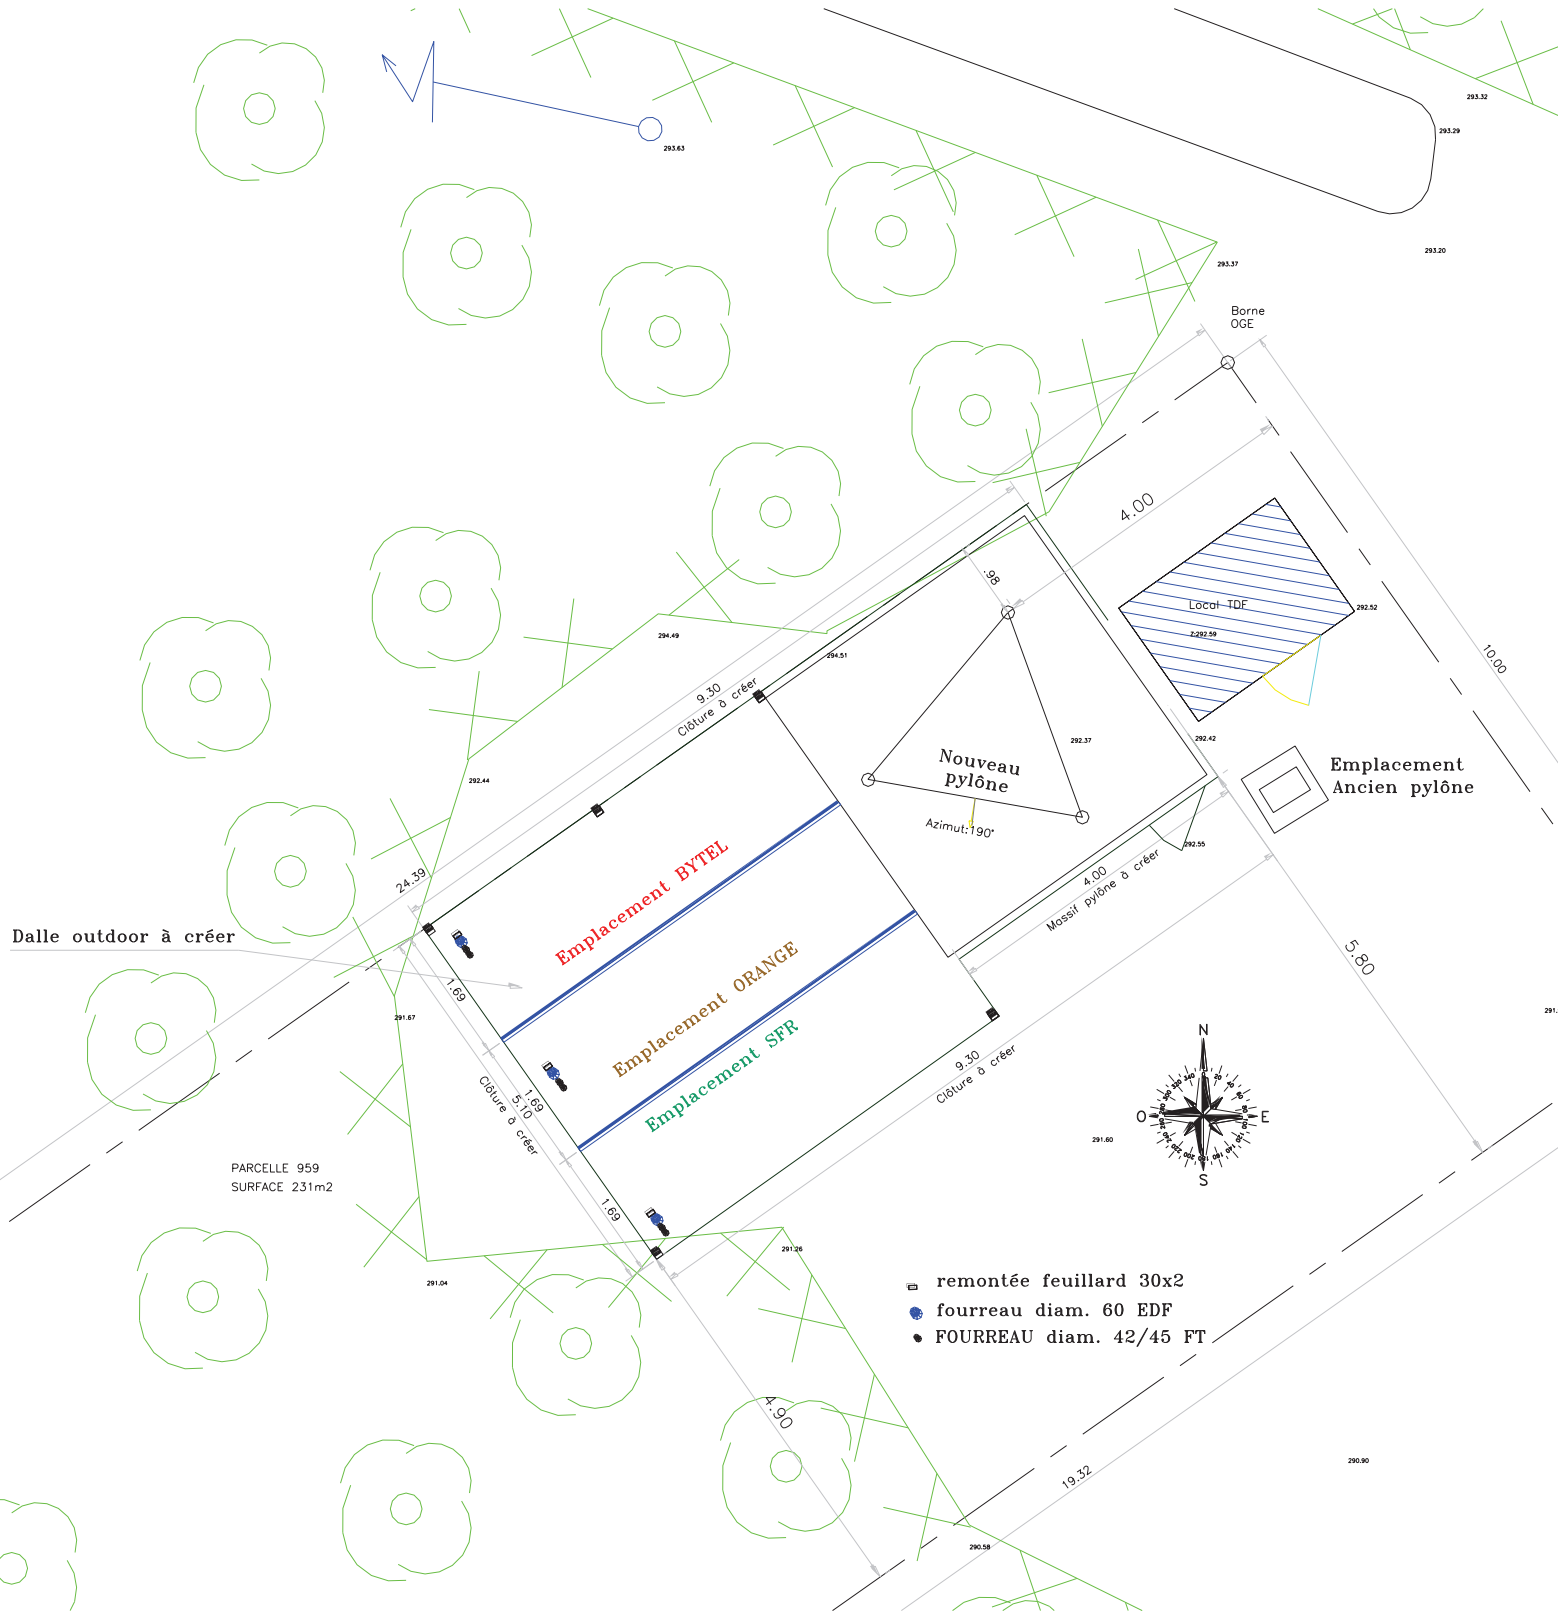 293.32
293.29
293.63
293.20
293.37
Borne
OGE
4.00
.98
Local TDF
292.52
7:292.59
294.49
294.51
10.00
9.30
Clôture à créer
292.37
292.42
Nouveau
pylône
Emplacement
Ancien pylône
292.44
Azimut:190°
292.55
Emplacement BYTEL
24.39
4.00
Massif pylône à créer
Dalle outdoor à créer
Emplacement ORANGE
5.80
1.69
291.67
291.
N
Emplacement SFR
9.30
Clôture à créer
1.69
5.10
Clôture à créer
O
E
291.60
S
PARCELLE 959
SURFACE 231m2
1.69
291.26
291.04
remontée feuillard 30x2
fourreau diam. 60 EDF
FOURREAU diam. 42/45 FT
4.90
290.90
19.32
290.58